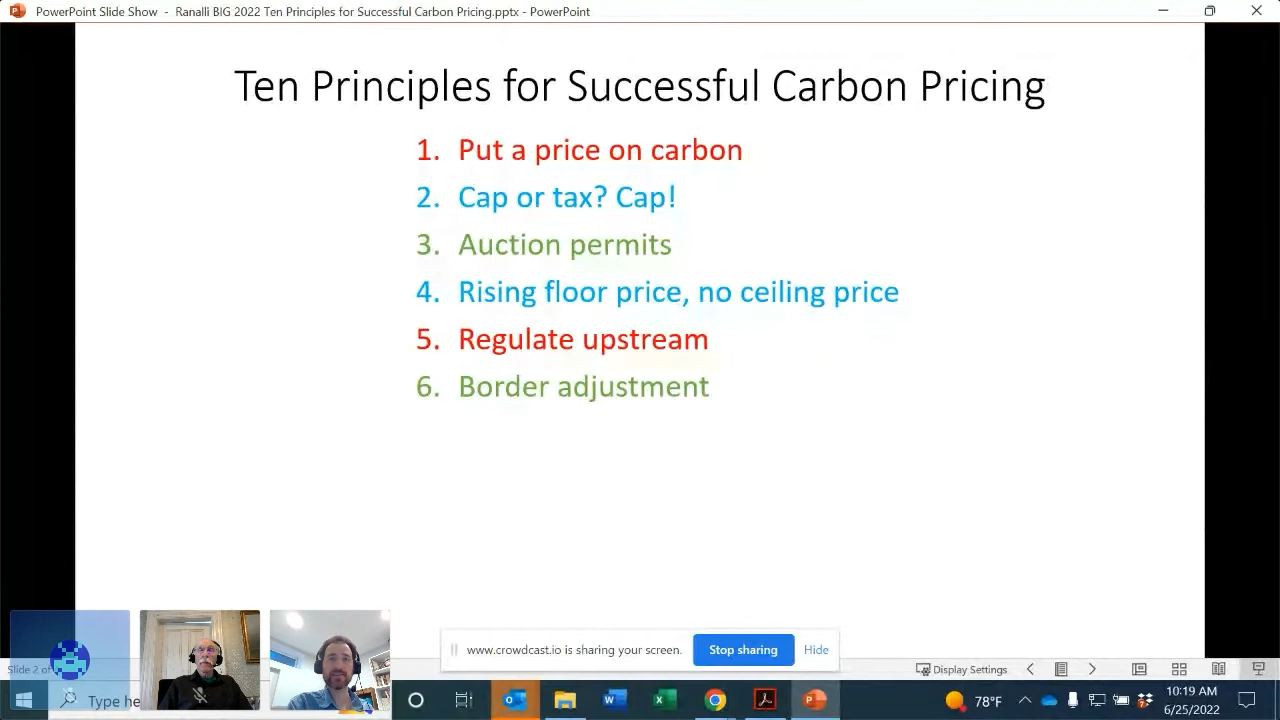 PowerPoint Slide Show - Ranalli BIG 2022 Ten Principles for Successful Carbon Pricing.pptx - PowerPoint
Ten Principles for Successful Carbon Pricing
1. Put a price on carbon
2. Cap or tax? Cap!
3. Auction permits
4. Rising floor price, no ceiling price
5. Regulate upstream
6. Border adjustment
www.crowdcast.io is sharing your screen.
Stop sharing
Hide
Slide 2 of
Display Settings
Type he
78°F
10:19 AM
6/25/2022